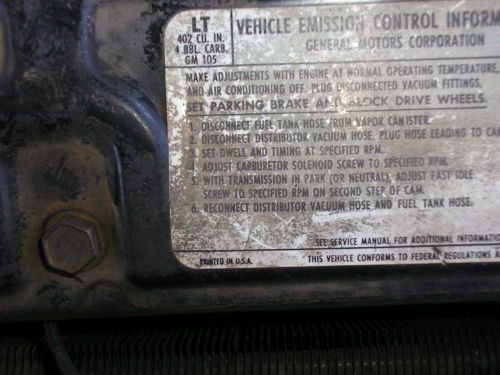 LT
402 CU. IN.
4 BBL. CARB.
GM 105
VEHICLE EMISSION CONTROL INFORM
GENERAL MOTORS CORPORATION
MAKE ADJUSTMENTS WITH ENGINE AT NORMAL OPERATING TEMPERATURE,
AND AIR CONDITIONING OFF. PLUG DISCONNECTED VACUUM FITTINGS.
SET PARKING BRAKE AND BLOCK DRIVE WHEELS.
1. DISCONNECT FUEL TANK HOSE FROM VAPOR CANISTER.
2. DISCONNECT DISTRIBUTOR VACUUM HOSE. PLUG HOSE LEADING TO CA
3. SET DWELL AND TIMING AT SPECIFIED RPM.
4. ADJUST CARBURETOR SOLENOID SCREW TO SPECIFIED RPM.
5. WITH TRANSMISSION IN PARK (OR NEUTRAL), ADJUST FAST IDLE
SCREW TO SPECIFIED RPM ON SECOND STEP OF CAM.
6. RECONNECT DISTRIBUTOR VACUUM HOSE AND FUEL TANK HOSE.
SEE SERVICE MANUAL FOR ADDITIONAL INFORMATIO
PRINTED IN U.S.A.
THIS VEHICLE CONFORMS TO FEDERAL REGULATIONS A